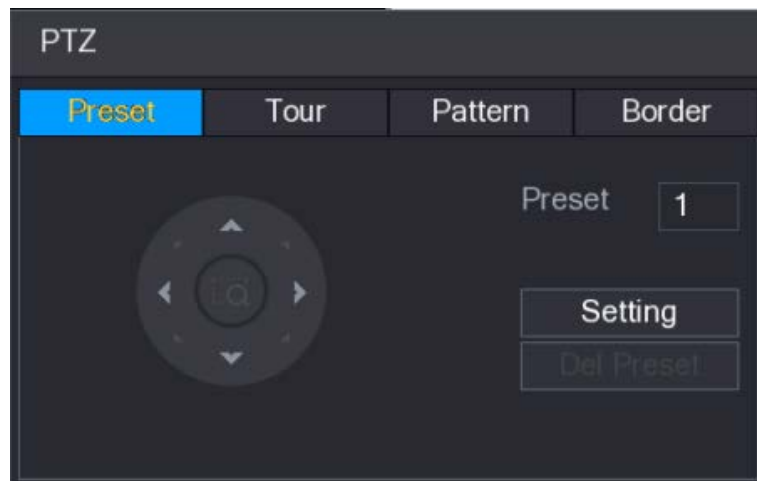 PTZ
Preset Tour Pattern Border
Preset 1
Setting
Del Preset